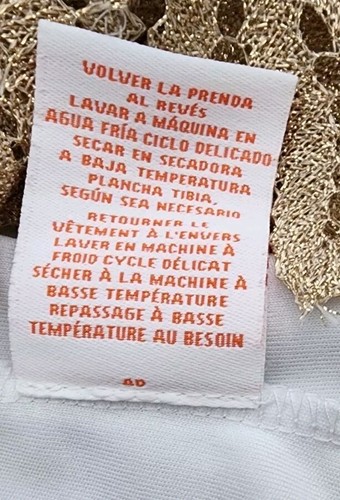 VOLVER LA PRENDA
AL REVÉS
LAVAR A MÁQUINA EN
AGUA FRÍA CICLO DELICADO
SECAR EN SECADORA
A BAJA TEMPERATURA
PLANCHA TIBIA,
SEGÚN SEA NECESARIO
RETOURNER LE
VÊTEMENT À L'ENVERS
LAVER EN MACHINE À
FROID CYCLE DÉLICAT
SÉCHER À LA MACHINE À
BASSE TEMPÉRATURE
REPASSAGE À BASSE
TEMPÉRATURE AU BESOIN